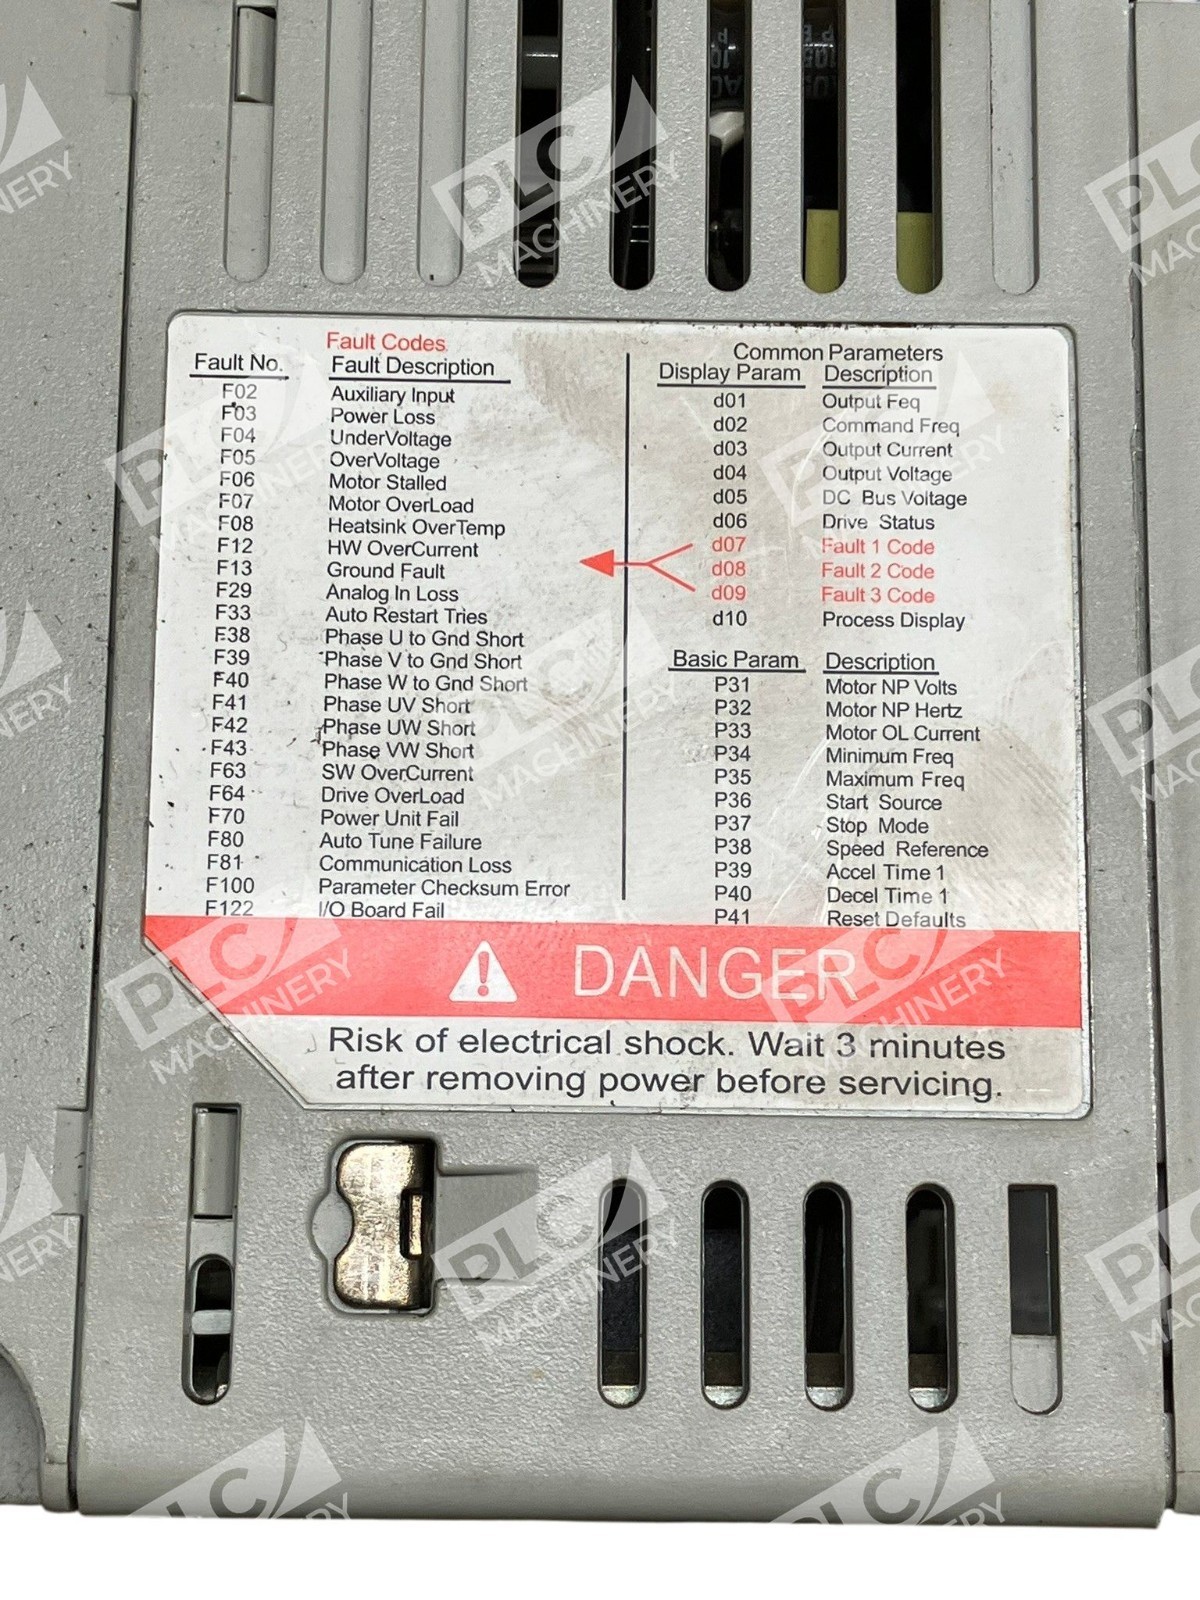 Fault Codes
Fault No. Fault Description
F02 Auxiliary Input
F03 Power Loss
F04 UnderVoltage
F05 OverVoltage
F06 Motor Stalled
F07 Motor OverLoad
F08 Heatsink OverTemp
F12 HW OverCurrent
F13 Ground Fault
F29 Analog In Loss
F33 Auto Restart Tries
F38 Phase U to Gnd Short
F39 Phase V to Gnd Short
F40 Phase W to Gnd Short
F41 Phase UV Short
F42 Phase UW Short
F43 Phase VW Short
F63 SW OverCurrent
F64 Drive OverLoad
F70 Power Unit Fail
F80 Auto Tune Failure
F81 Communication Loss
F100 Parameter Checksum Error
F122 I/O Board Fail
Common Parameters
Display Param Description
d01 Output Feq
d02 Command Freq
d03 Output Current
d04 Output Voltage
d05 DC Bus Voltage
d06 Drive Status
d07 Fault 1 Code
d08 Fault 2 Code
d09 Fault 3 Code
d10 Process Display
Basic Param Description
P31 Motor NP Volts
P32 Motor NP Hertz
P33 Motor OL Current
P34 Minimum Freq
P35 Maximum Freq
P36 Start Source
P37 Stop Mode
P38 Speed Reference
P39 Accel Time 1
P40 Decel Time 1
P41 Reset Defaults
DANGER
Risk of electrical shock. Wait 3 minutes
after removing power before servicing.
PLC MACHINERY